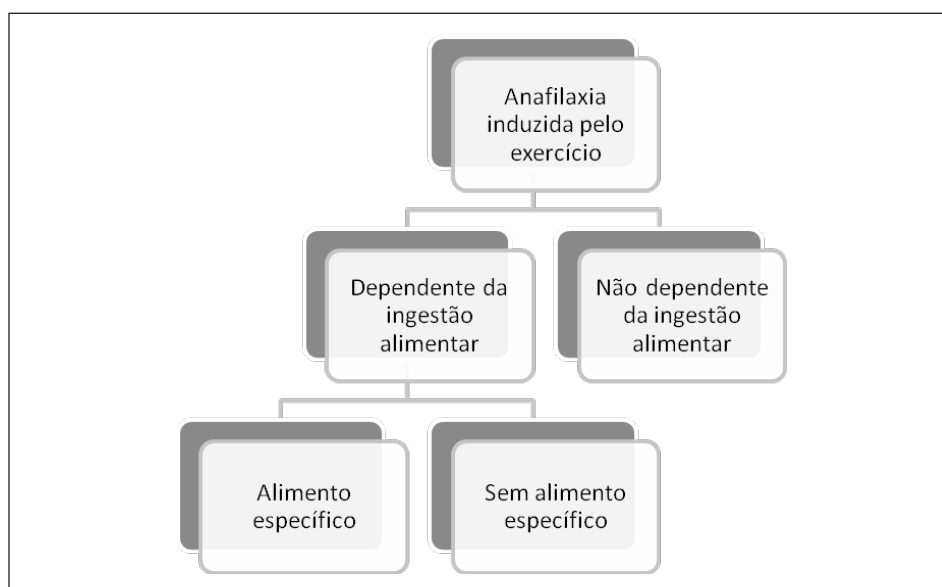 Anafilaxia
induzida pelo
exercício
Dependente da
ingestão
alimentar
Não dependente
da ingestão
alimentar
Alimento
específico
Sem alimento
específico